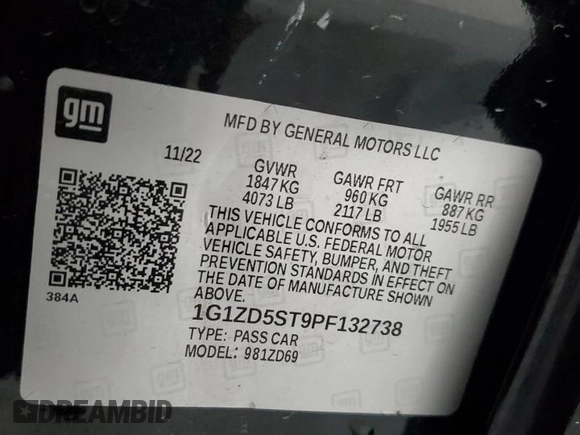 gm
MFD BY GENERAL MOTORS LLC
11/22
GVWR
1847 KG
4073 LB
GAWR FRT
960 KG
2117 LB
GAWR RR
887 KG
1955 LB
THIS VEHICLE CONFORMS TO ALL
APPLICABLE U.S. FEDERAL MOTOR
VEHICLE SAFETY, BUMPER, AND THEFT
PREVENTION STANDARDS IN EFFECT ON
THE DATE OF MANUFACTURE SHOWN
ABOVE.
384A
1G1ZD5ST9PF132738
TYPE: PASS CAR
MODEL: 981ZD69
DREAMBID